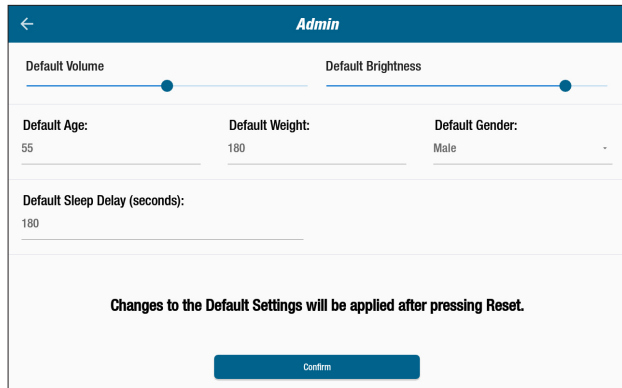 Admin
Default Volume Default Brightness
Default Age: Default Weight: Default Gender:
55 180 Male
Default Sleep Delay (seconds):
180
Changes to the Default Settings will be applied after pressing Reset.
Confirm